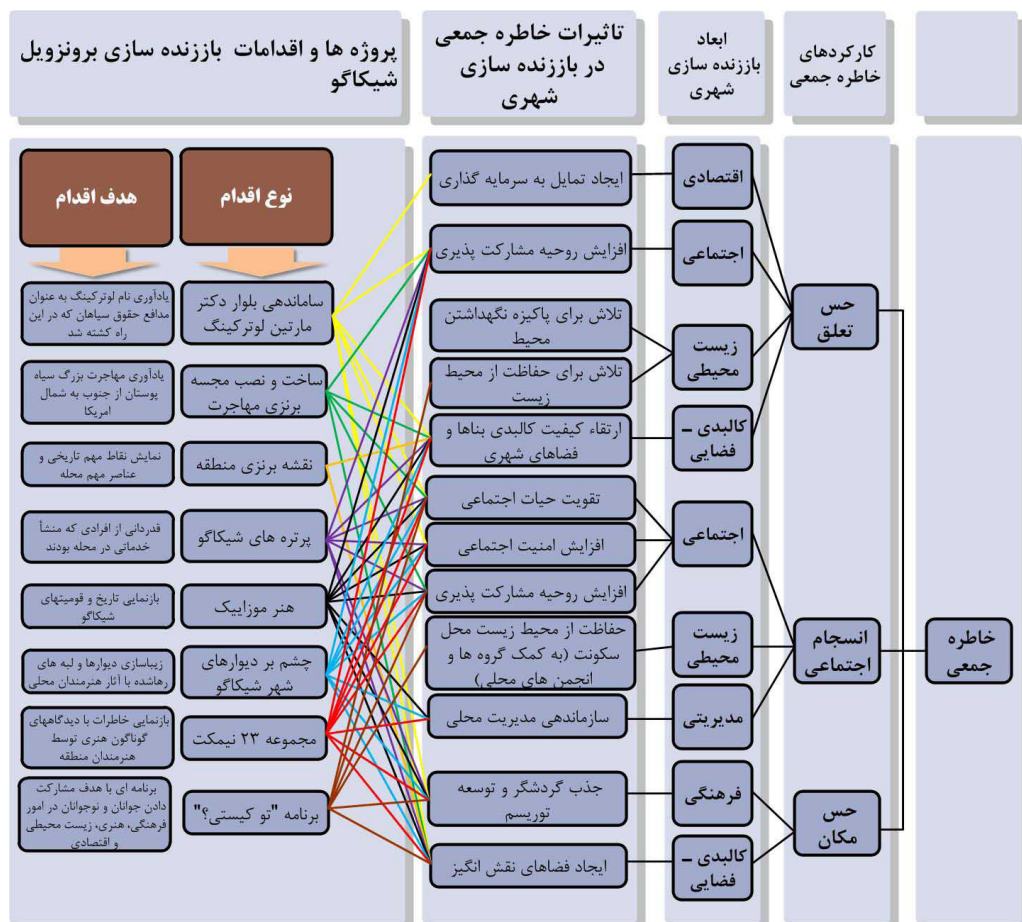 کارکردهای
خاطره جمعی
ابعاد
باززنده سازی
شهری
تاثیرات خاطره جمعی
در باززنده سازی
شهری
پروژه ها و اقدامات باززنده سازی برونزویل
شیکاگو
خاطره
جمعی
حس
تعلق
انسجام
اجتماعی
حس
مکان
اقتصادی
اجتماعی
زیست
محیطی
کالبدی ـ
فضایی
اجتماعی
زیست
محیطی
مدیریتی
فرهنگی
کالبدی ـ
فضایی
ایجاد تمایل به سرمایه گذاری
افزایش روحیه مشارکت پذیری
تلاش برای پاکیزه نگهداشتن
محیط
تلاش برای حفاظت از محیط
زیست
ارتقاء کیفیت کالبدی بناها و
فضاهای شهری
تقویت حیات اجتماعی
افزایش امنیت اجتماعی
افزایش روحیه مشارکت پذیری
حفاظت از محیط زیست محل
سکونت (به کمک گروه ها و
انجمن های محلی)
سازماندهی مدیریت محلی
جذب گردشگر و توسعه
توریسم
ایجاد فضاهای نقش انگیز
نوع اقدام
ساماندهی بلوار دکتر
مارتین لوترکینگ
ساخت و نصب مجسه
برنزی مهاجرت
نقشه برنزی منطقه
پرتره های شیکاگو
هنر موزاییک
چشم بر دیوارهای
شهر شیکاگو
مجموعه ۲۳ نیمکت
برنامه "تو کیستی؟"
هدف اقدام
یادآوری نام لوترکینگ به عنوان
مدافع حقوق سیاهان که در این
راه کشته شد
یادآوری مهاجرت بزرگ سیاه
پوستان از جنوب به شمال
امریکا
نمایش نقاط مهم تاریخی و
عناصر مهم محله
قدردانی از افرادی که منشأ
خدماتی در محله بودند
بازنمایی تاریخ و قومیتهای
شیکاگو
زیباسازی دیوارها و لبه های
رهاشده با آثار هنرمندان محلی
بازنمایی خاطرات با دیدگاههای
گوناگون هنری توسط
هنرمندان منطقه
برنامه ای با هدف مشارکت
دادن جوانان و نوجوانان در امور
فرهنگی، هنری، زیست محیطی
و اقتصادی